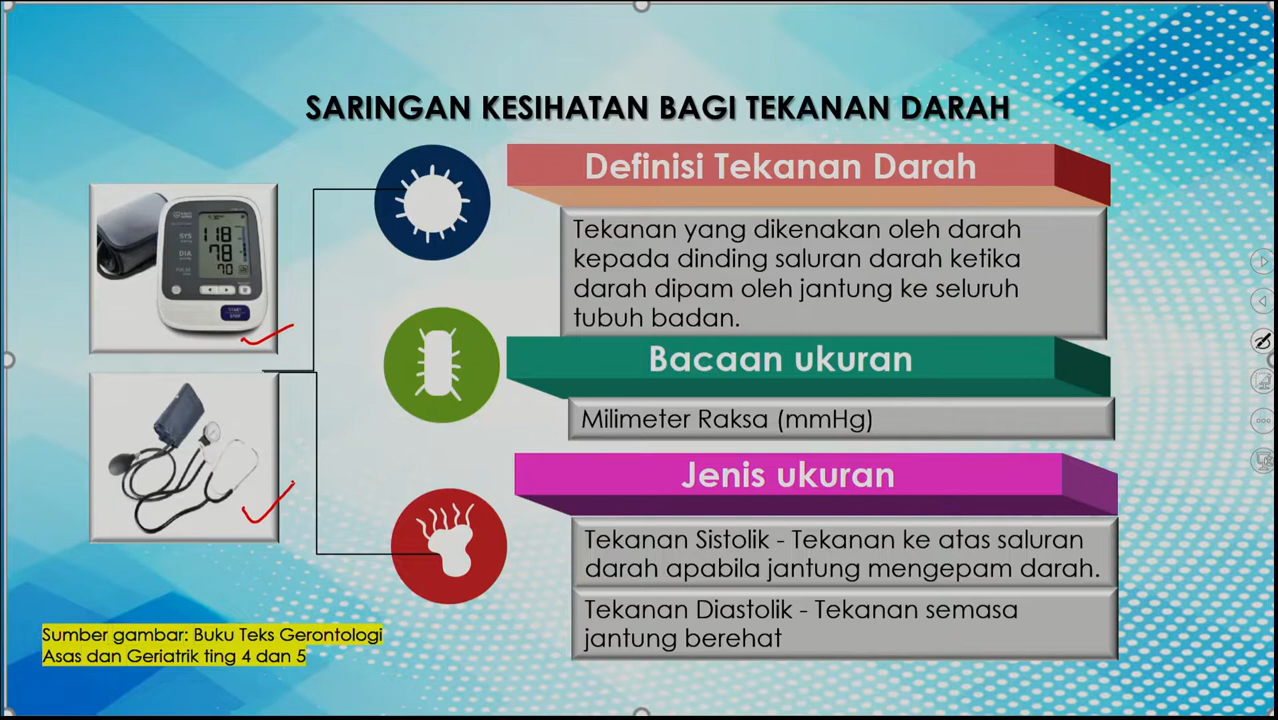 SARINGAN KESIHATAN BAGI TEKANAN DARAH
Definisi Tekanan Darah
Tekanan yang dikenakan oleh darah
kepada dinding saluran darah ketika
darah dipam oleh jantung ke seluruh
tubuh badan.
Bacaan ukuran
Milimeter Raksa (mmHg)
Jenis ukuran
Tekanan Sistolik - Tekanan ke atas saluran
darah apabila jantung mengepam darah.
Tekanan Diastolik - Tekanan semasa
jantung berehat
SYS
118
DIA
78
70
Sumber gambar: Buku Teks Gerontologi
Asas dan Geriatrik ting 4 dan 5